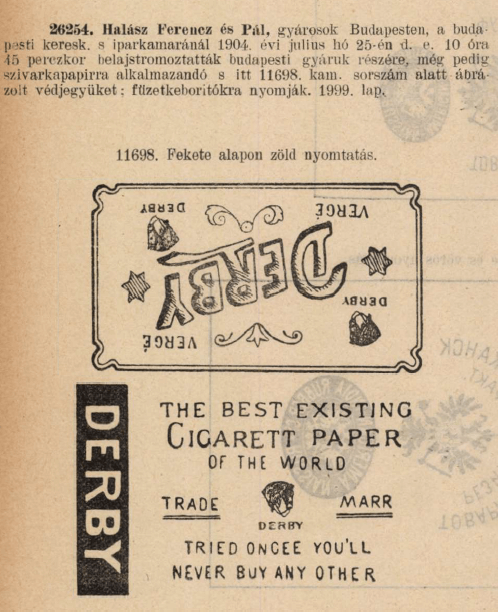 26254. Halász Ferencz és Pál, gyárosok Budapesten, a buda-
pesti keresk. s iparkamaránál 1904. évi julius hó 25-én d. e. 10 óra
45 perczkor belajstromoztatták budapesti gyáruk részére, még pedig
szivarkapapirra alkalmazandó s itt 11698. kam. sorszám alatt ábrá-
zolt védjegyüket; füzetkeboritókra nyomják. 1999. lap.
11698. Fekete alapon zöld nyomtatás.
DERBY
VERGÉ
DERBY
DERBY
VERGÉ
DERBY
THE BEST EXISTING
CIGARETT PAPER
OF THE WORLD
TRADE MARR
DERBY
TRIED ONCEE YOU'LL
NEVER BUY ANY OTHER